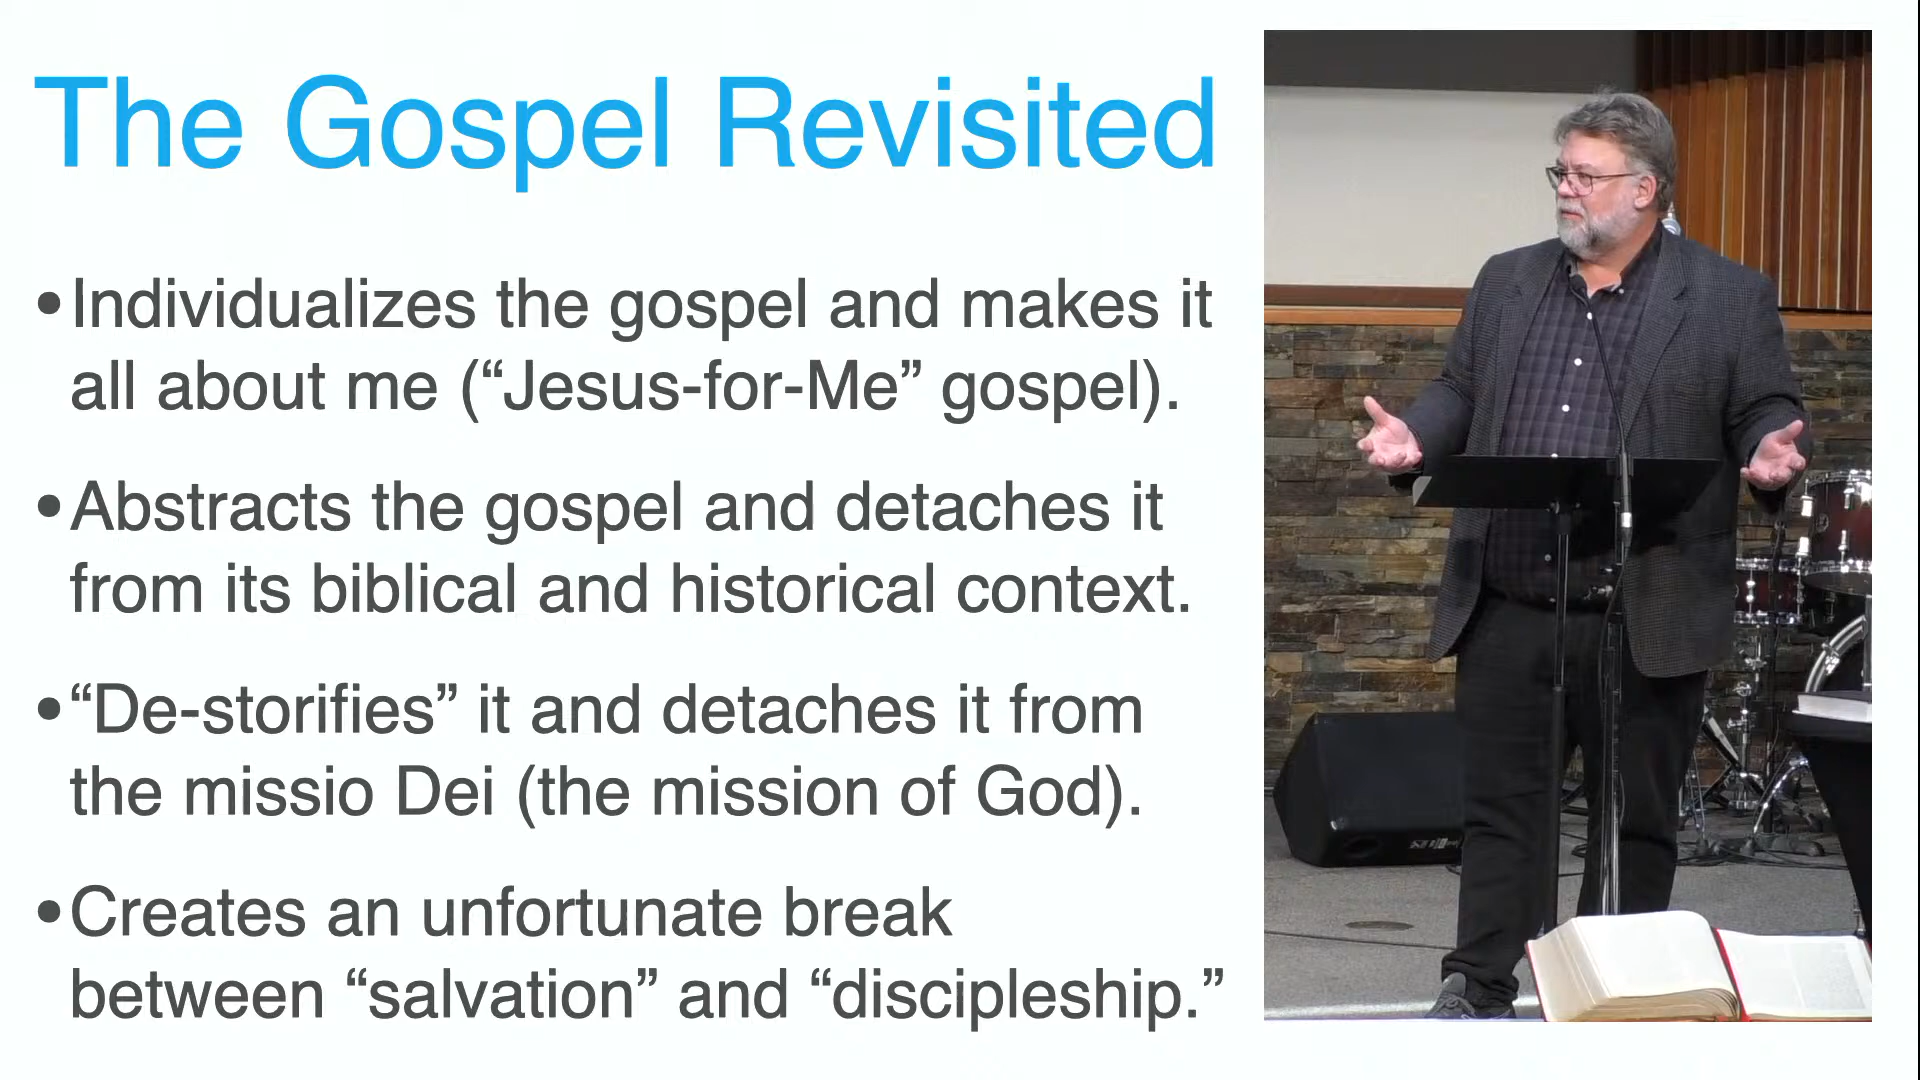 The Gospel Revisited
•Individualizes the gospel and makes it
all about me (“Jesus-for-Me” gospel).
•Abstracts the gospel and detaches it
from its biblical and historical context.
•“De-storifies” it and detaches it from
the missio Dei (the mission of God).
•Creates an unfortunate break
between “salvation” and “discipleship.”